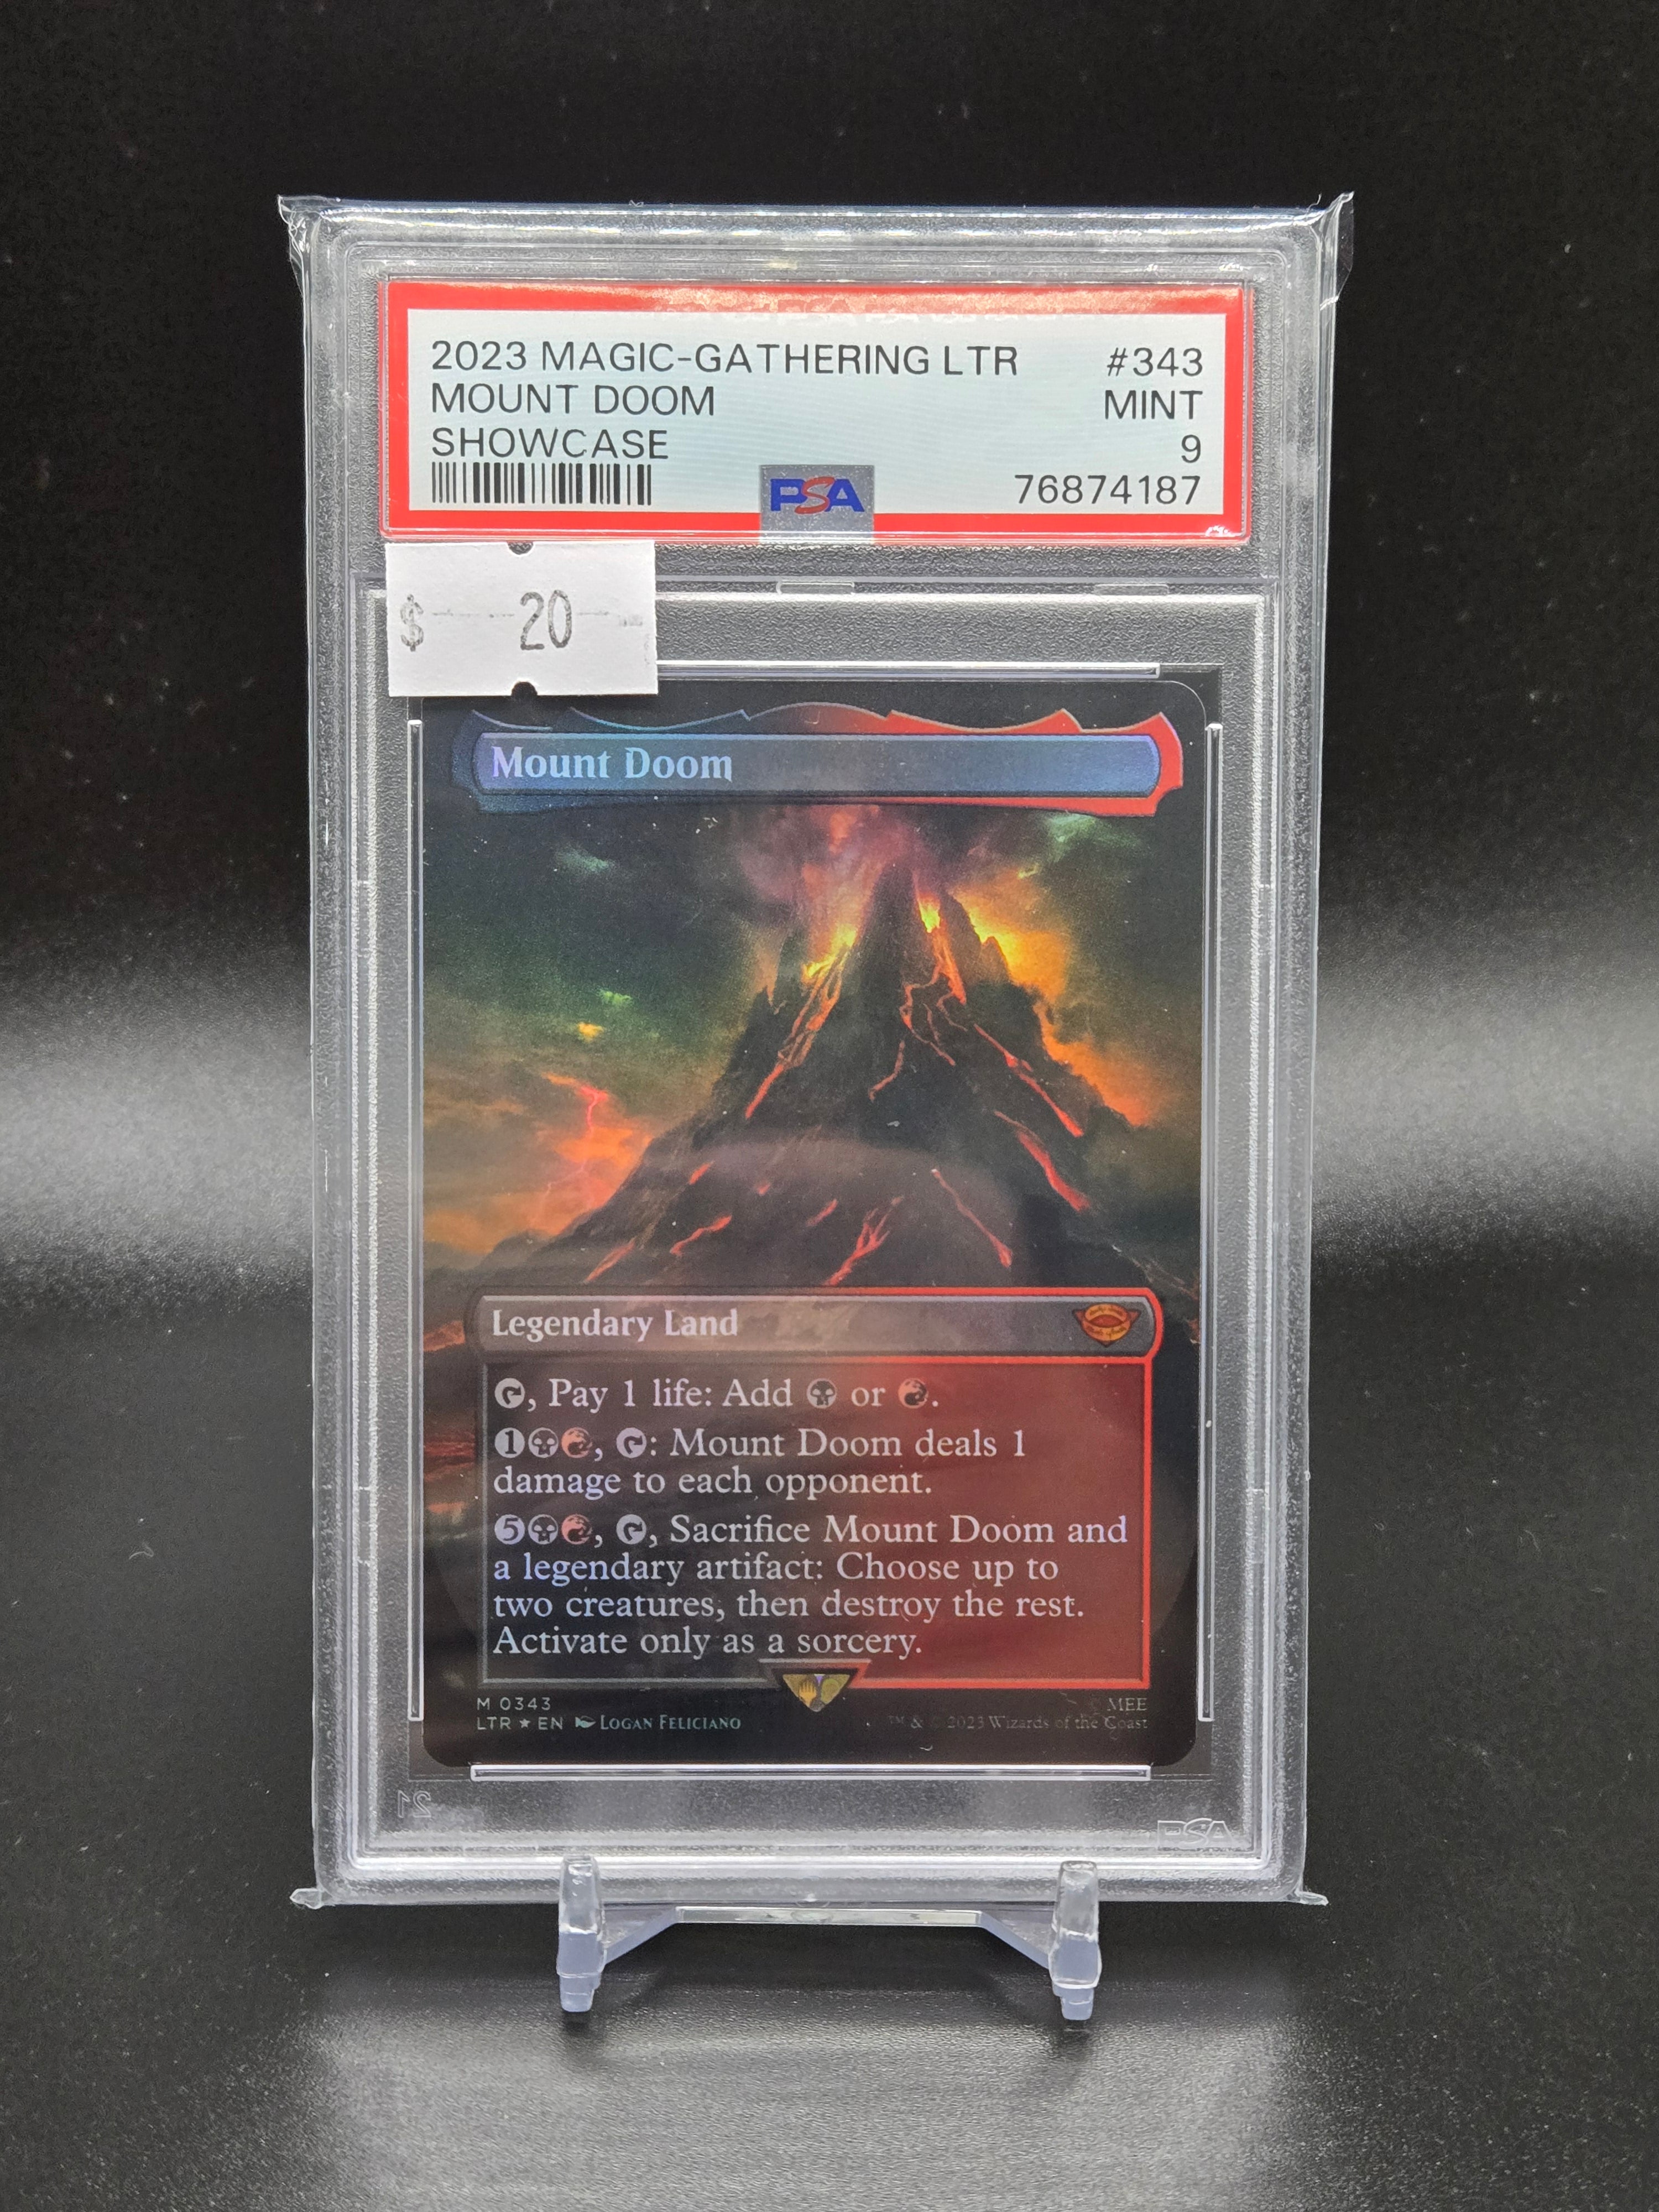 2023 MAGIC-GATHERING LTR #343
MOUNT DOOM MINT
SHOWCASE 9
PSA 76874187
$ 20
Mount Doom
Legendary Land
, Pay 1 life: Add or .
1, : Mount Doom deals 1
damage to each opponent.
5, , Sacrifice Mount Doom and
a legendary artifact: Choose up to
two creatures, then destroy the rest.
Activate only as a sorcery.
M 0343
LTR ★ EN LOGAN FELICIANO
© MEE
™ & © 2023 Wizards of the Coast
21
PSA